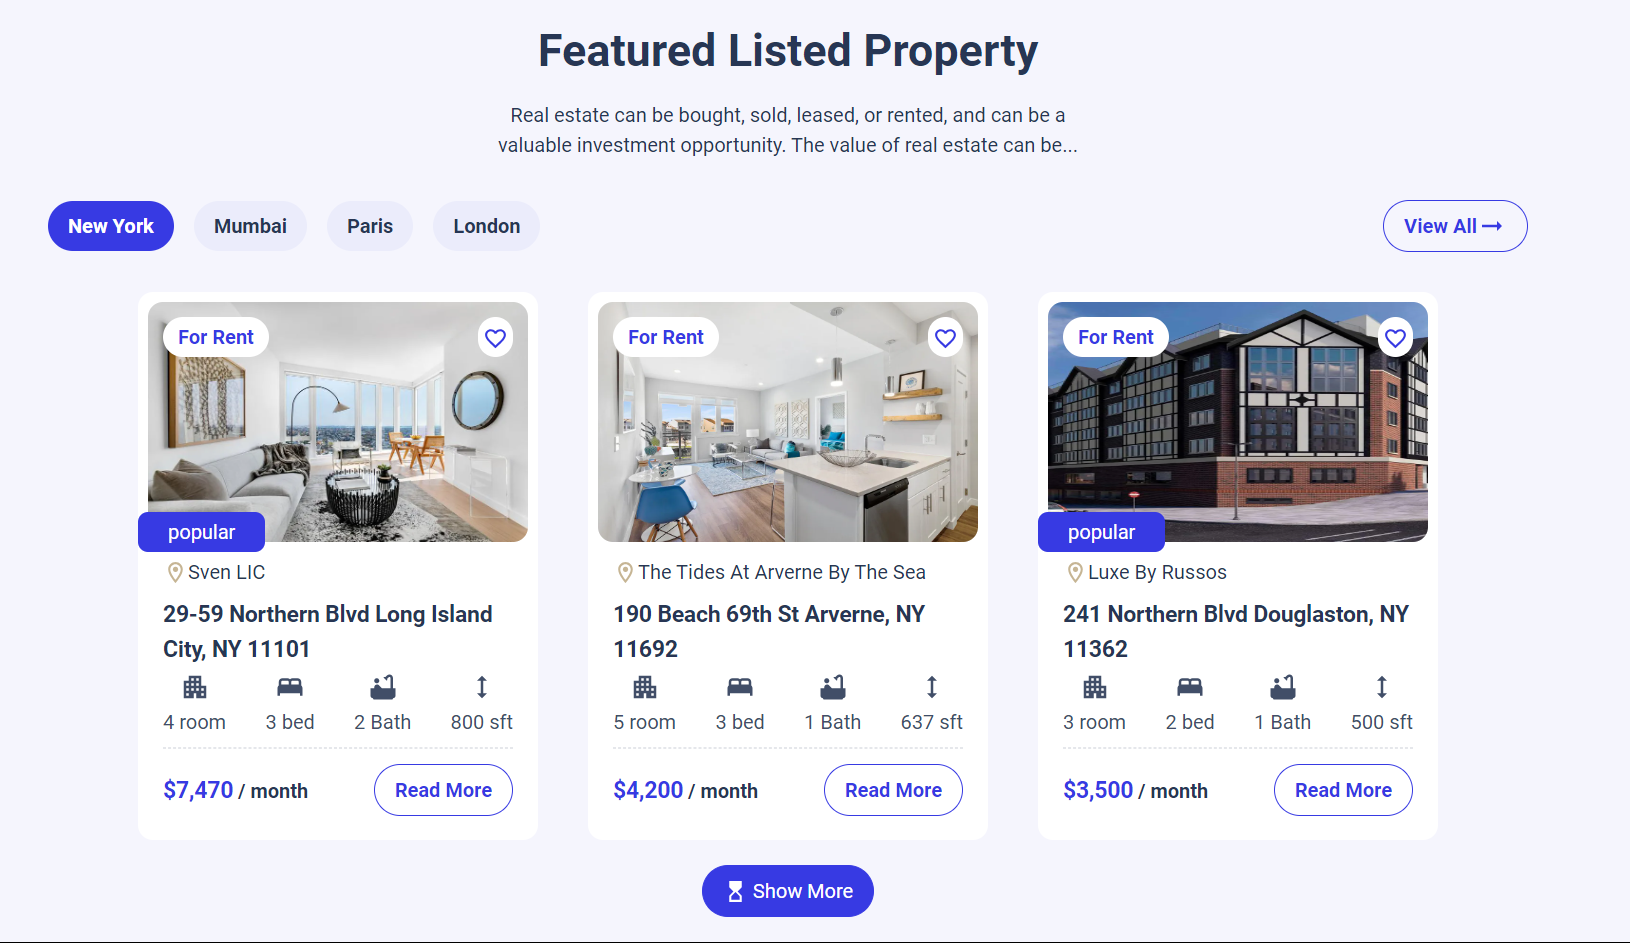 Featured Listed Property
Real estate can be bought, sold, leased, or rented, and can be a
valuable investment opportunity. The value of real estate can be...
New York
Mumbai
Paris
London
View All
For Rent
popular
Sven LIC
29-59 Northern Blvd Long Island
City, NY 11101
4 room
3 bed
2 Bath
800 sft
$7,470 / month
Read More
For Rent
The Tides At Arverne By The Sea
190 Beach 69th St Arverne, NY
11692
5 room
3 bed
1 Bath
637 sft
$4,200 / month
Read More
For Rent
popular
Luxe By Russos
241 Northern Blvd Douglaston, NY
11362
3 room
2 bed
1 Bath
500 sft
$3,500 / month
Read More
Show More